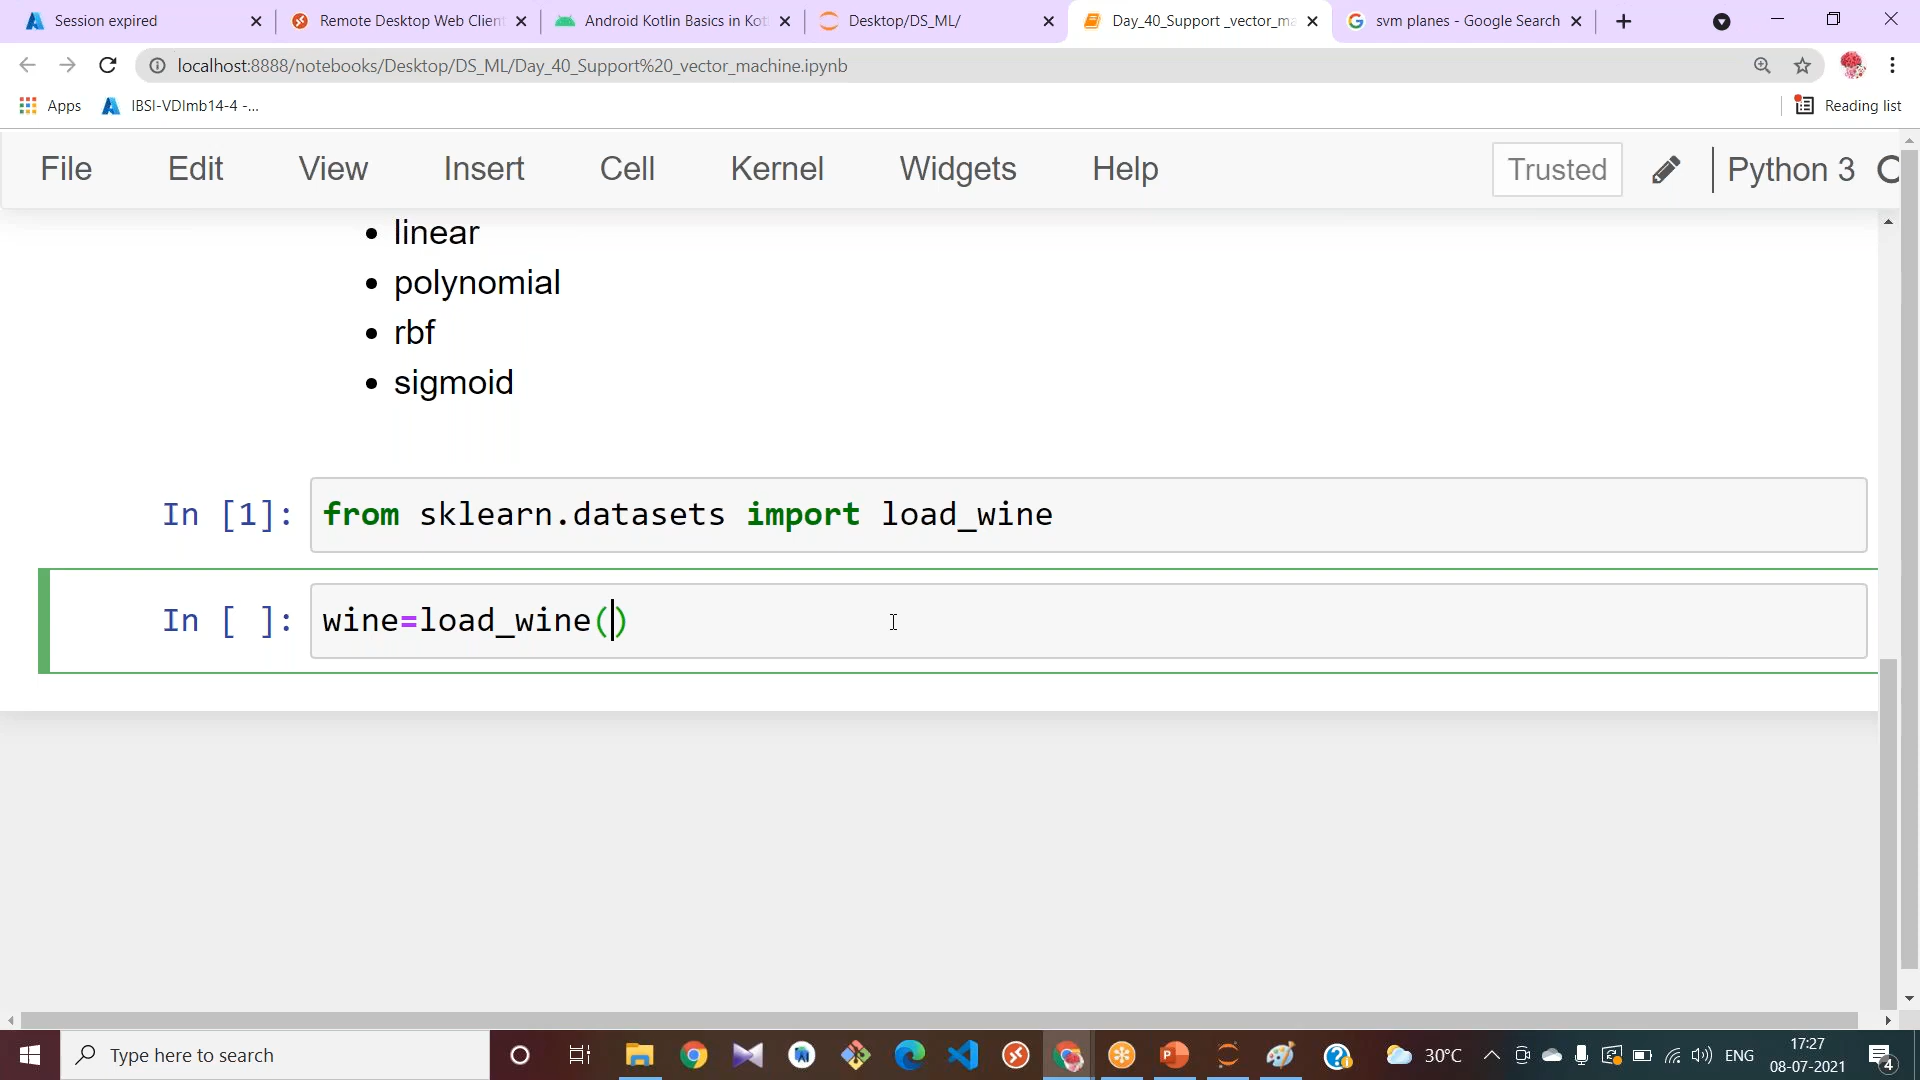 Session expired
Remote Desktop Web Client
Android Kotlin Basics in Kot
Desktop/DS_ML/
Day_40_Support _vector_ma
svm planes - Google Search
localhost:8888/notebooks/Desktop/DS_ML/Day_40_Support%20_vector_machine.ipynb
Apps
IBSI-VDImb14-4 -...
Reading list
File Edit View Insert Cell Kernel Widgets Help Trusted Python 3
linear
polynomial
rbf
sigmoid
In [1]: from sklearn.datasets import load_wine
In [ ]: wine=load_wine()
Type here to search
30°C
ENG
17:27
08-07-2021
4